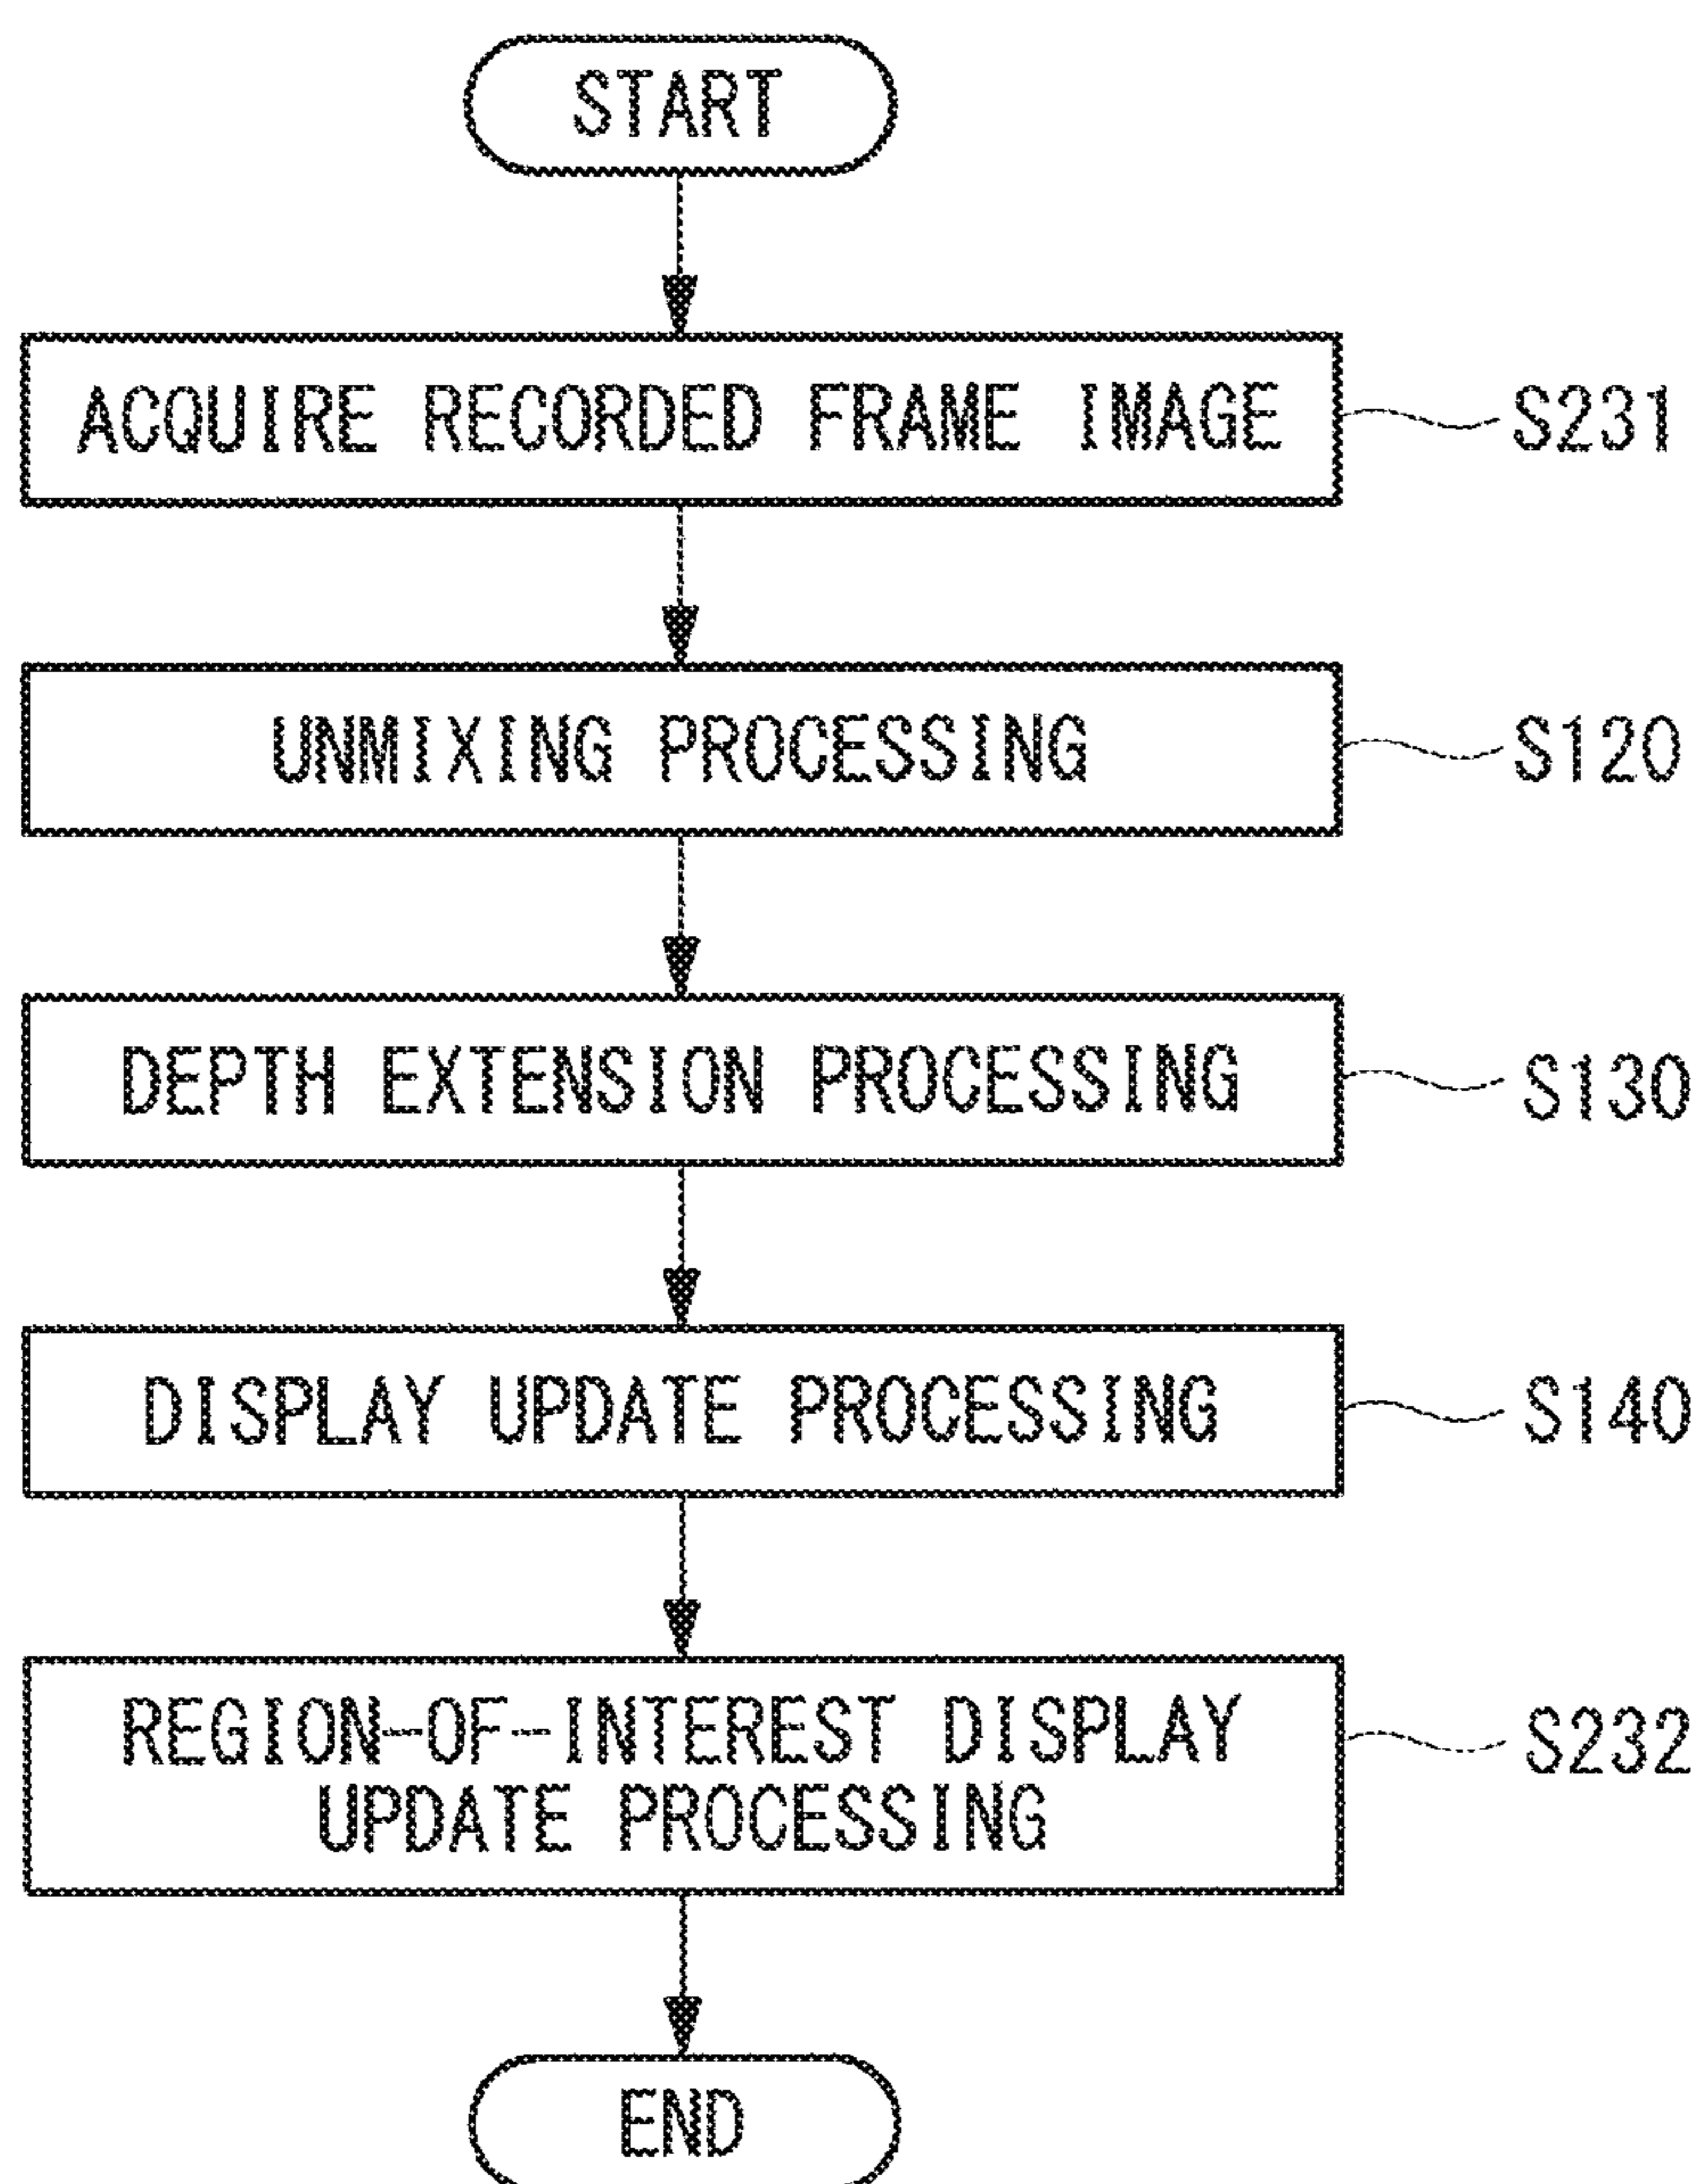 START
ACQUIRE RECORDED FRAME IMAGE
S231
UNMIXING PROCESSING
S120
DEPTH EXTENSION PROCESSING
S130
DISPLAY UPDATE PROCESSING
S140
REGION-OF-INTEREST DISPLAY
UPDATE PROCESSING
S232
END